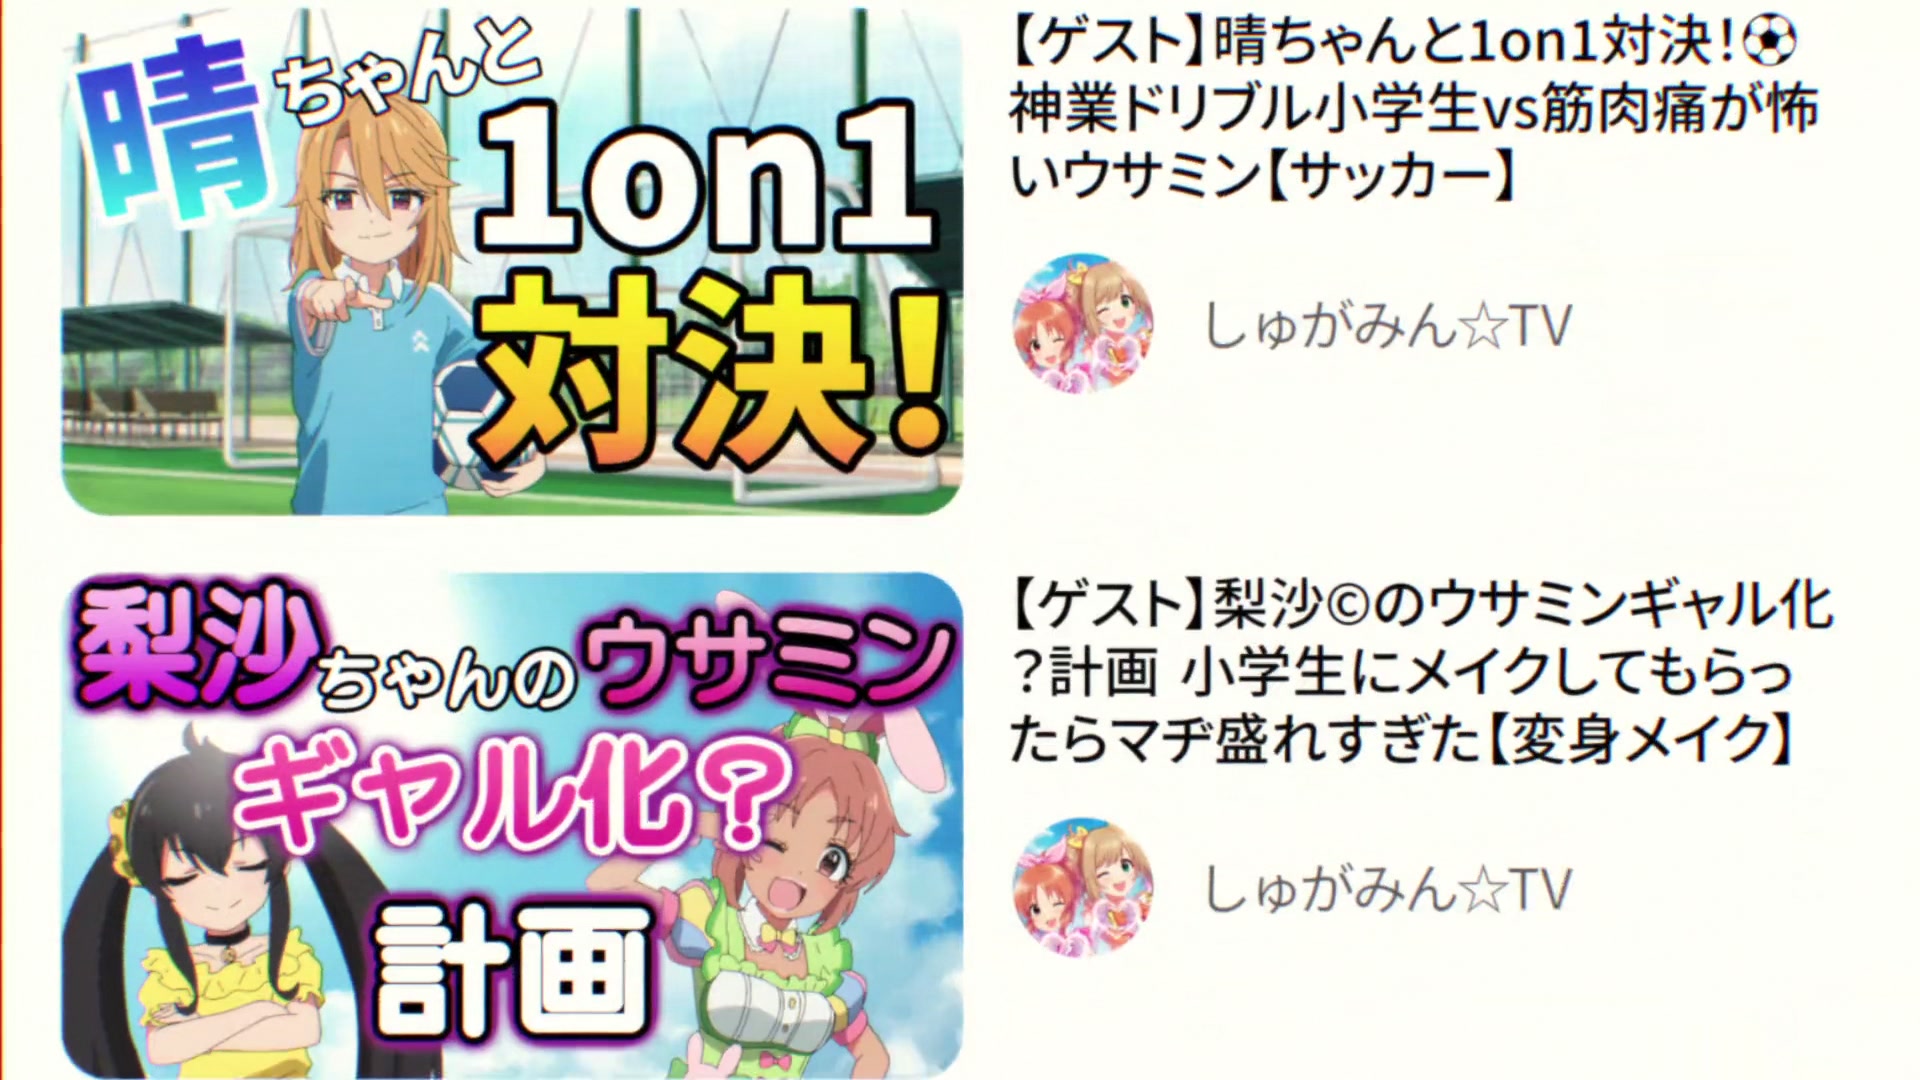 晴ちゃんと
1on1
対決!
【ゲスト】晴ちゃんと1on1対決!⚽
神業ドリブル小学生vs筋肉痛が怖
いウサミン【サッカー】
しゅがみん☆TV
梨沙ちゃんのウサミン
ギャル化?
計画
【ゲスト】梨沙©のウサミンギャル化
?計画 小学生にメイクしてもらっ
たらマヂ盛れすぎた【変身メイク】
しゅがみん☆TV